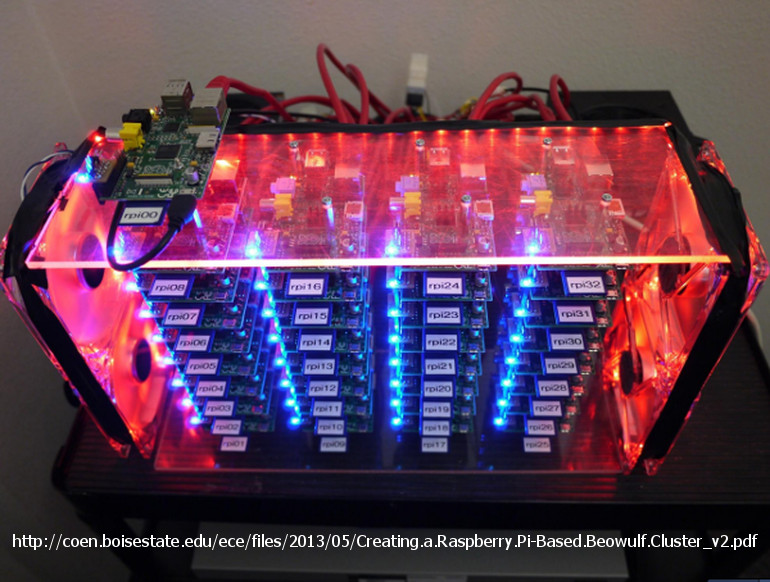 rpi00
rpi08 rpi16 rpi24 rpi32
rpi07 rpi15 rpi23 rpi31
rpi06 rpi14 rpi22 rpi30
rpi05 rpi13 rpi21 rpi29
rpi04 rpi12 rpi20 rpi28
rpi03 rpi11 rpi19 rpi27
rpi02 rpi10 rpi18 rpi26
rpi01 rpi09 rpi17 rpi25
http://coen.boisestate.edu/ece/files/2013/05/Creating.a.Raspberry.Pi-Based.Beowulf.Cluster_v2.pdf